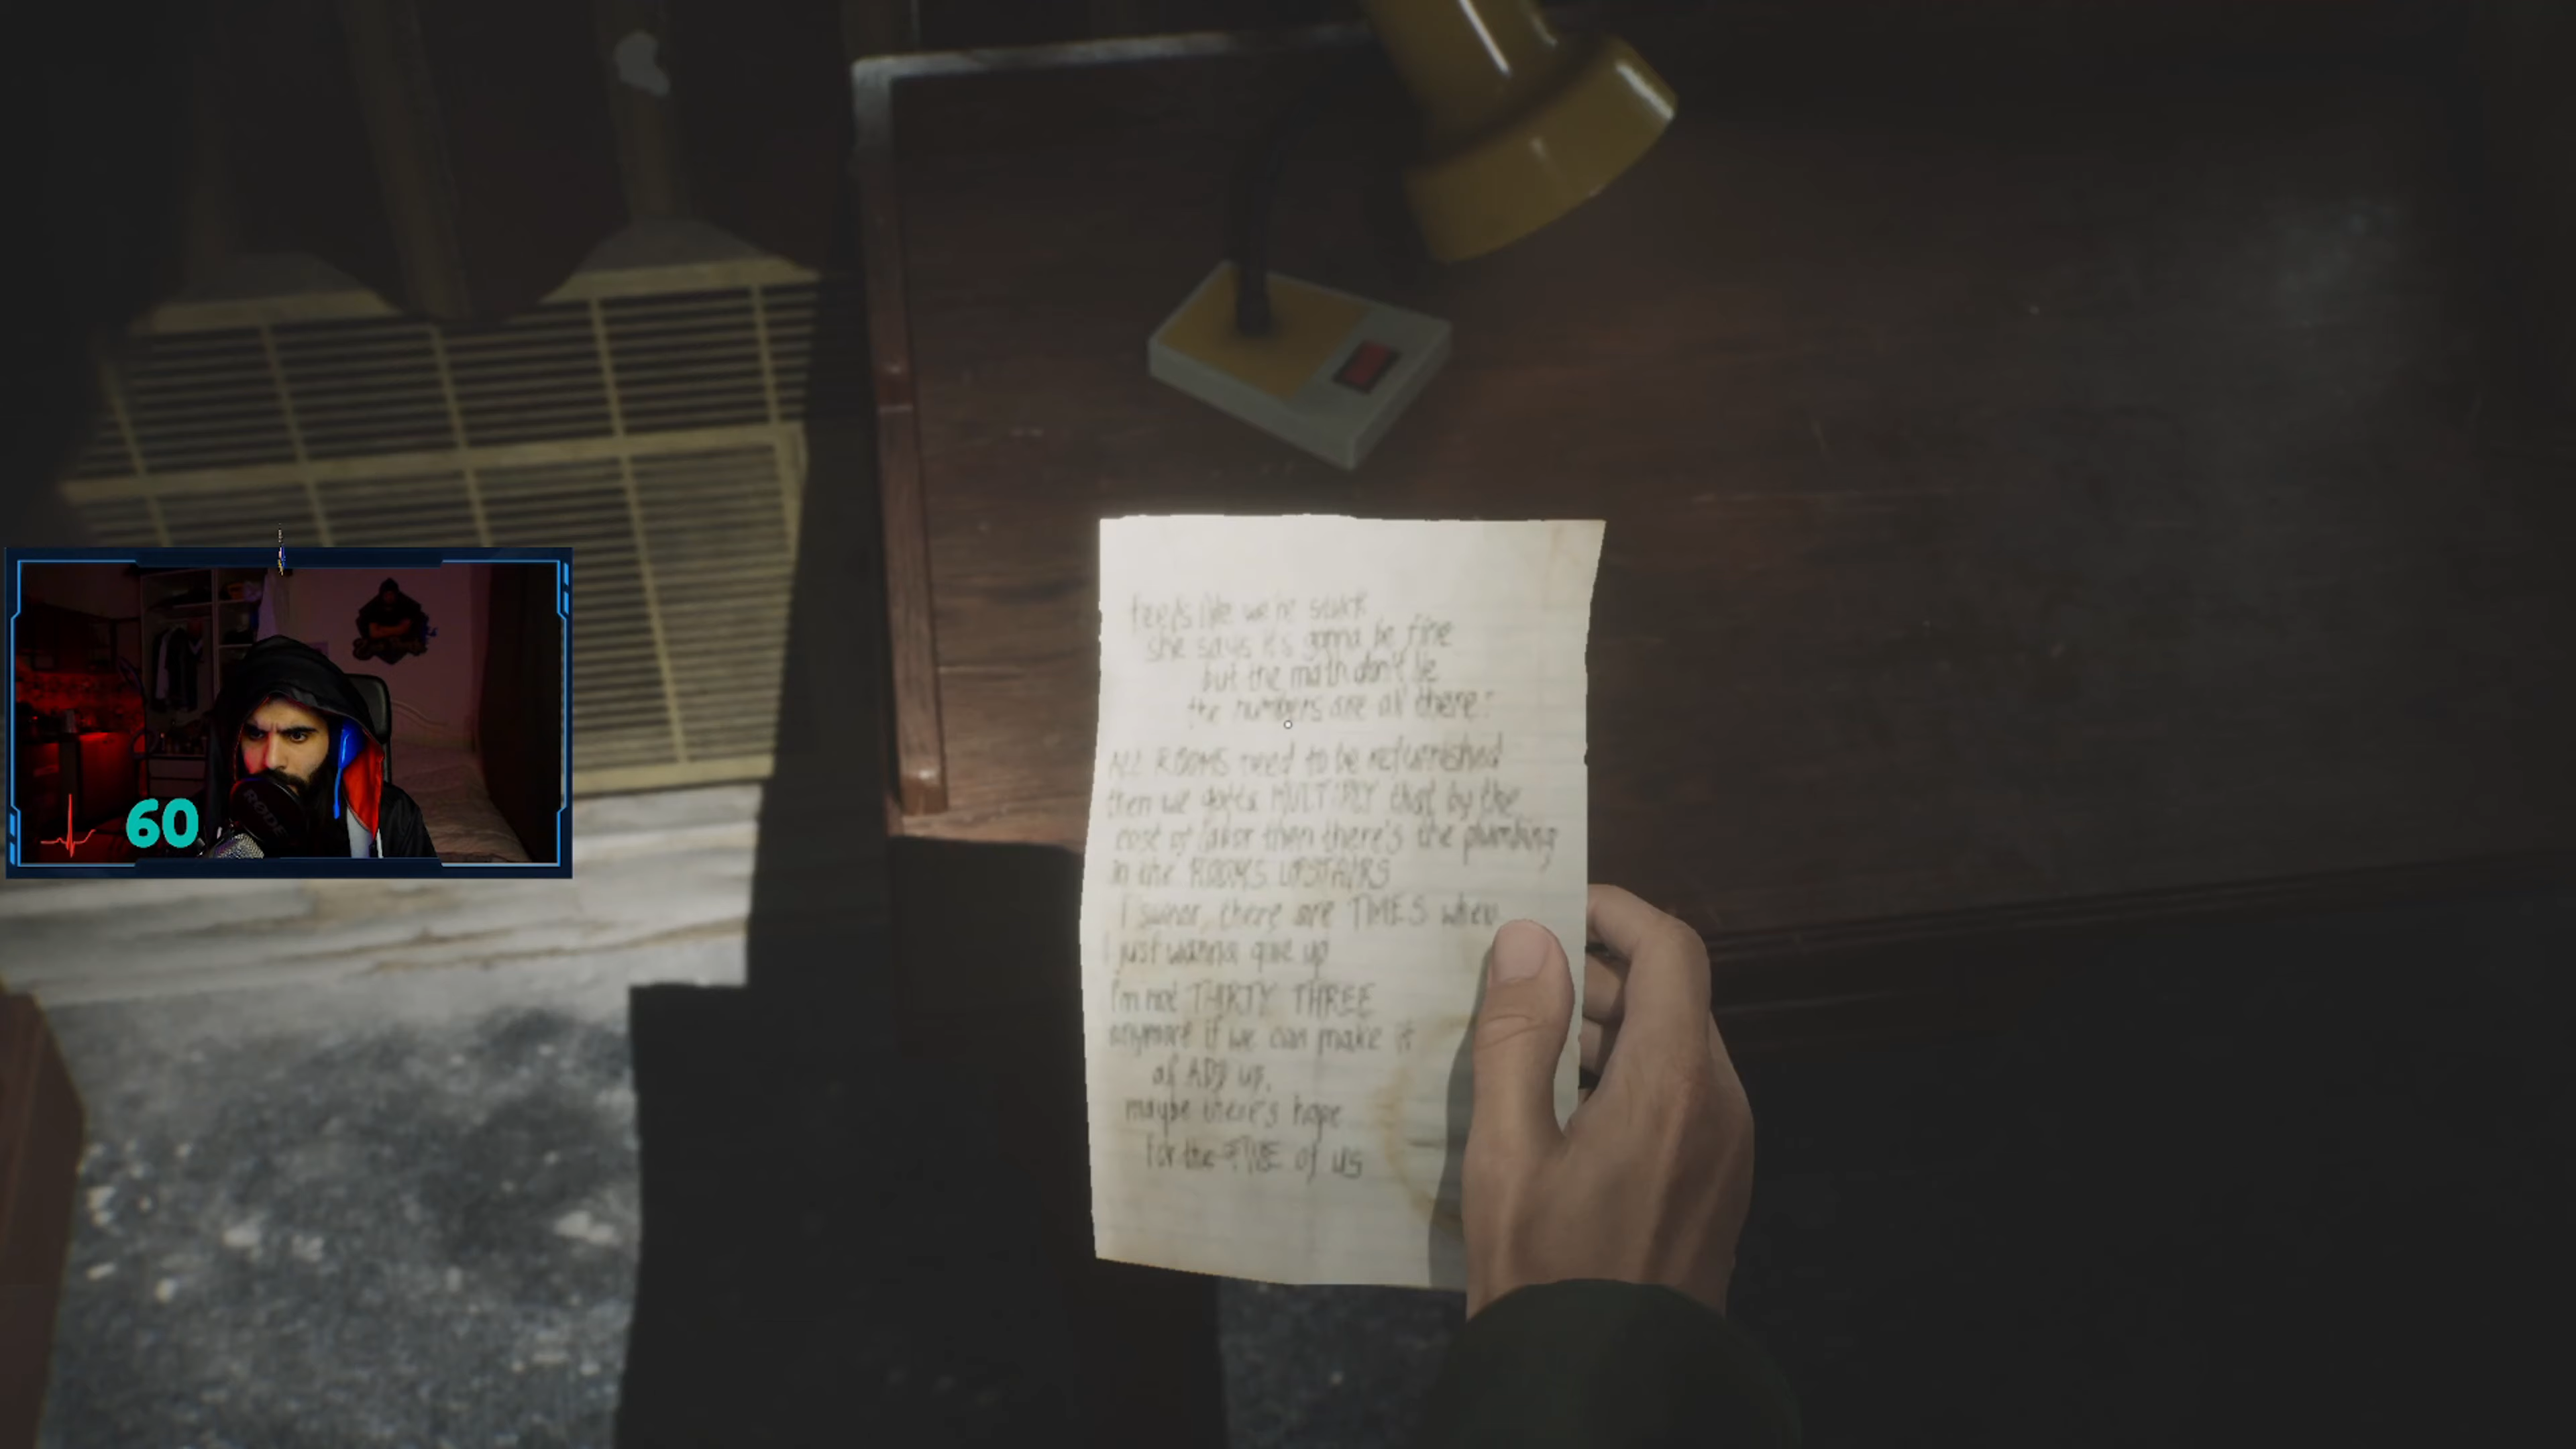 feels like we're stuck
she says it's gonna be fine
but the math don't lie
the numbers are all there:
ALL ROOMS need to be refurnished
then we gotta MULTIPLY that by the
cost of labor then there's the plumbing
in the ROOMS UPSTAIRS
I swear, there are TIMES when
I just wanna give up
I'm not THIRTY THREE
anymore if we can make it
all ADD up,
maybe there's hope
for the FIVE of us
60
RODE